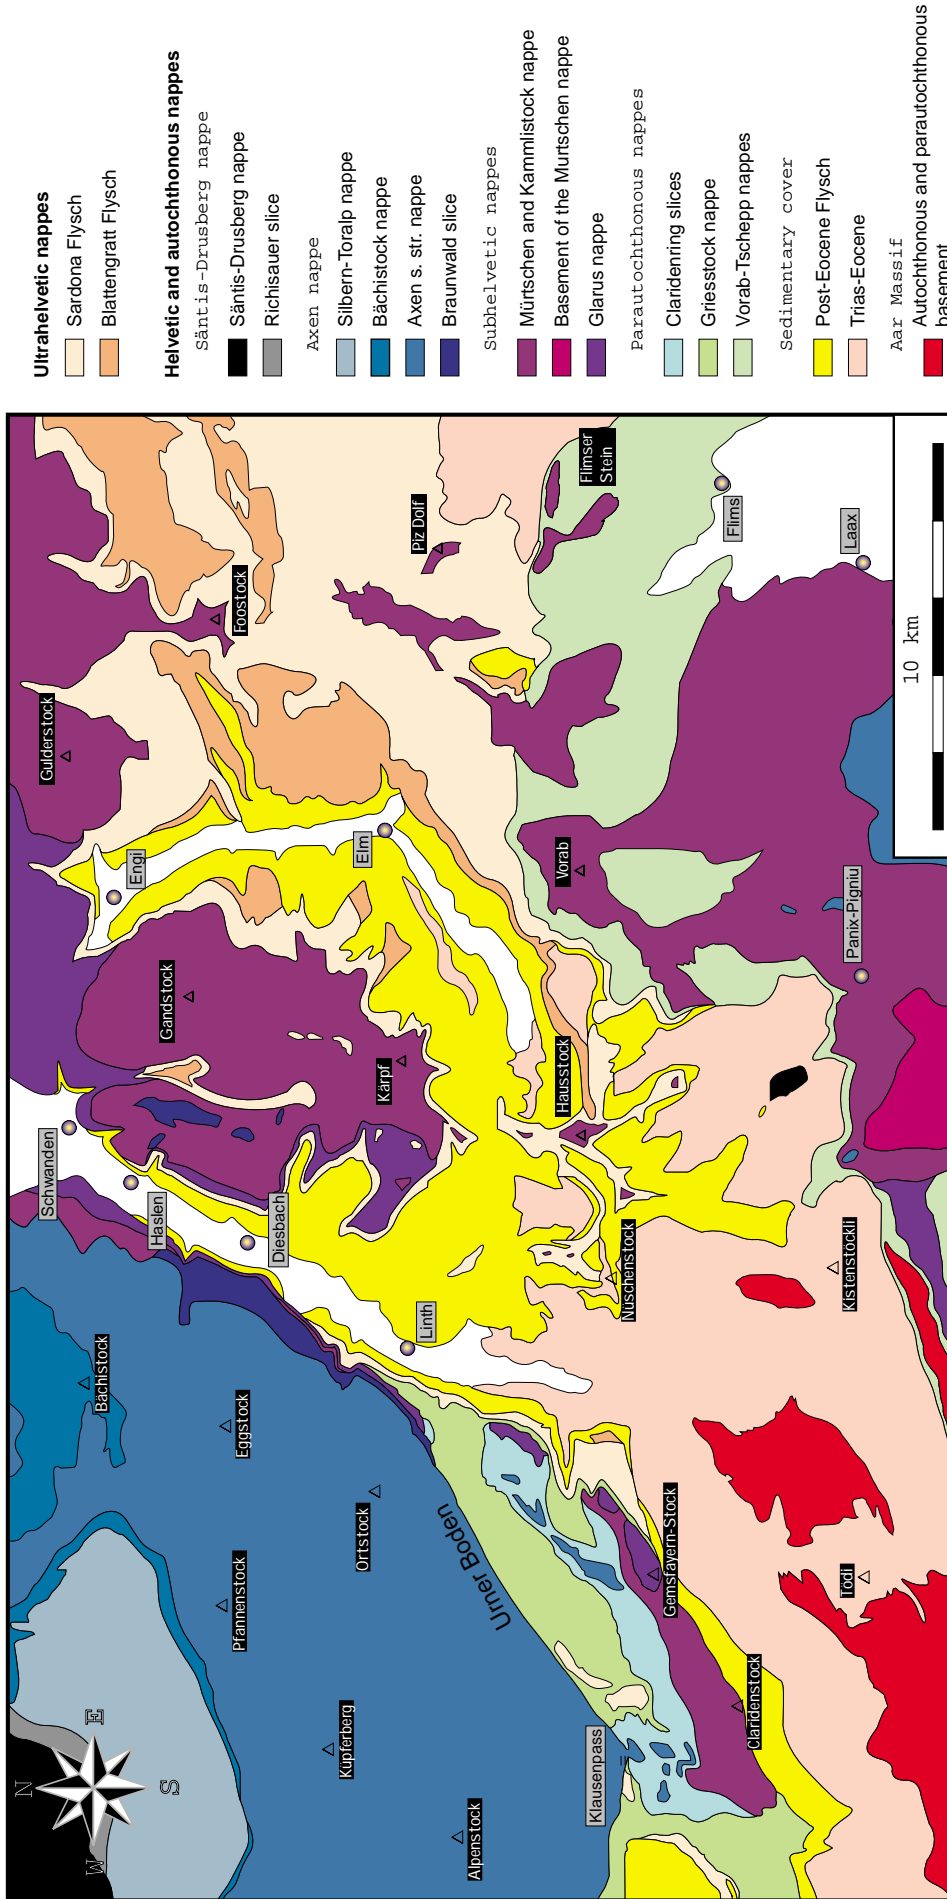 N
E
S
W
Schwanden
Haslen
Diesbach
Linth
Engi
Elm
Gulderstock
Foostock
Piz Dolf
Flimser
Stein
Flims
Laax
Gandstock
Kärpf
Hausstock
Vorab
Panix-Pigniu
Nüschenstock
Kistenstöckli
Bächistock
Eggstock
Pfannenstock
Ortstock
Kupferberg
Alpenstock
Urner Boden
Klausenpass
Gemsfayern-Stock
Claridenstock
Tödi
10 km
Ultrahelvetic nappes
Sardona Flysch
Blattengratt Flysch
Helvetic and autochthonous nappes
Säntis-Drusberg nappe
Säntis-Drusberg nappe
Richisauer slice
Axen nappe
Silbern-Toralp nappe
Bächistock nappe
Axen s. str. nappe
Braunwald slice
Subhelvetic nappes
Mürtschen and Kammlistock nappe
Basement of the Murtschen nappe
Glarus nappe
Parautochthonous nappes
Claridenring slices
Griesstock nappe
Vorab-Tschepp nappes
Sedimentary cover
Post-Eocene Flysch
Trias-Eocene
Aar Massif
Autochthonous and parautochthonous
basement